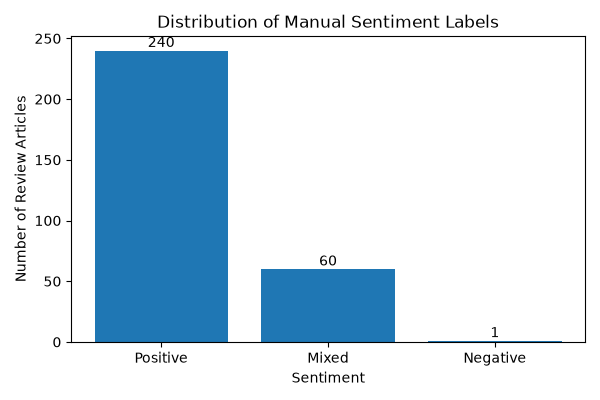 Distribution of Manual Sentiment Labels
250
240
200
150
100
60
50
1
0
Number of Review Articles
Positive Mixed Negative
Sentiment